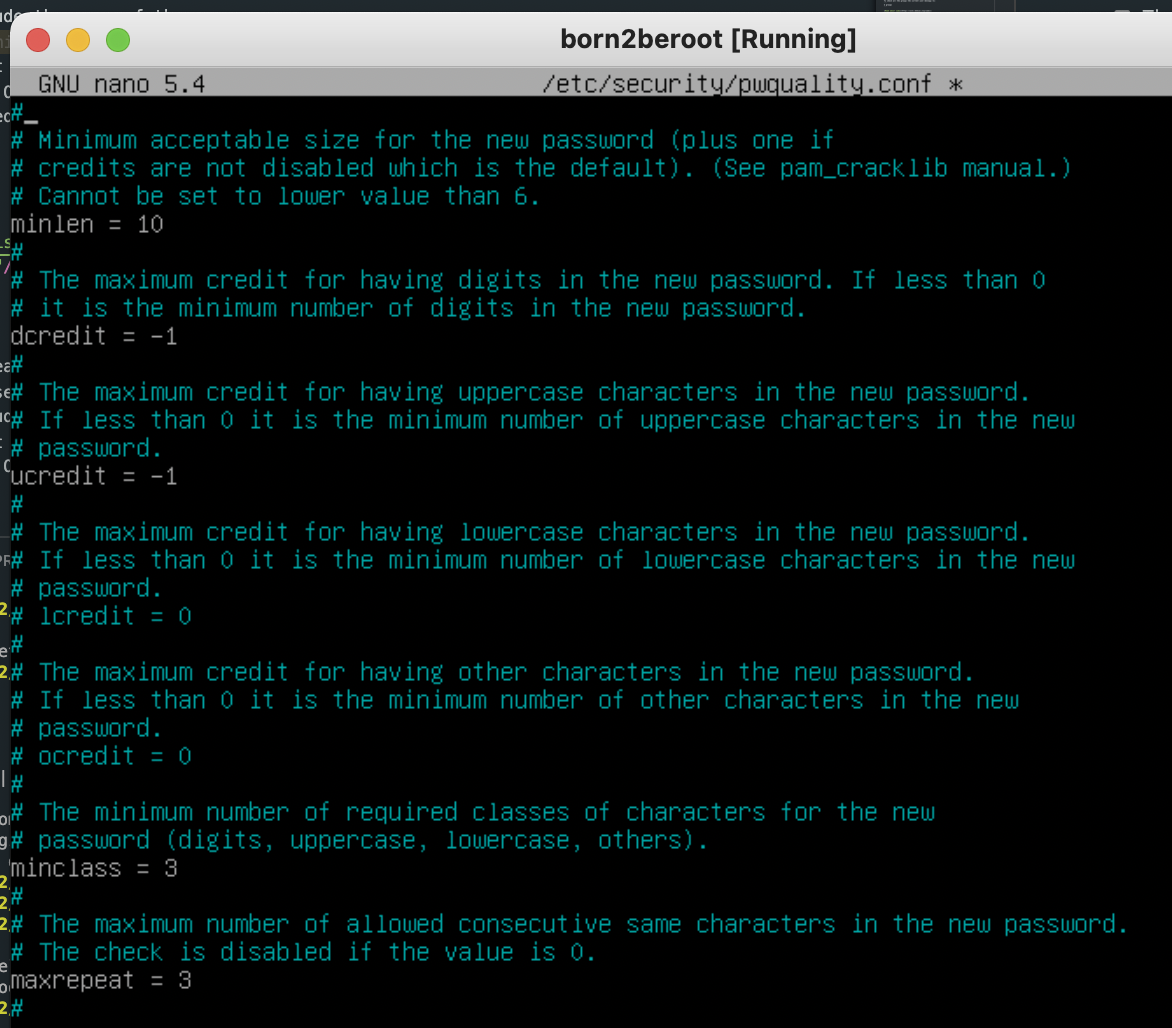 born2beroot [Running]
GNU nano 5.4 /etc/security/pwquality.conf *
#_
# Minimum acceptable size for the new password (plus one if
# credits are not disabled which is the default). (See pam_cracklib manual.)
# Cannot be set to lower value than 6.
minlen = 10
#
# The maximum credit for having digits in the new password. If less than 0
# it is the minimum number of digits in the new password.
dcredit = -1
#
# The maximum credit for having uppercase characters in the new password.
# If less than 0 it is the minimum number of uppercase characters in the new
# password.
ucredit = -1
#
# The maximum credit for having lowercase characters in the new password.
# If less than 0 it is the minimum number of lowercase characters in the new
# password.
# lcredit = 0
#
# The maximum credit for having other characters in the new password.
# If less than 0 it is the minimum number of other characters in the new
# password.
# ocredit = 0
#
# The minimum number of required classes of characters for the new
# password (digits, uppercase, lowercase, others).
minclass = 3
#
# The maximum number of allowed consecutive same characters in the new password.
# The check is disabled if the value is 0.
maxrepeat = 3
#